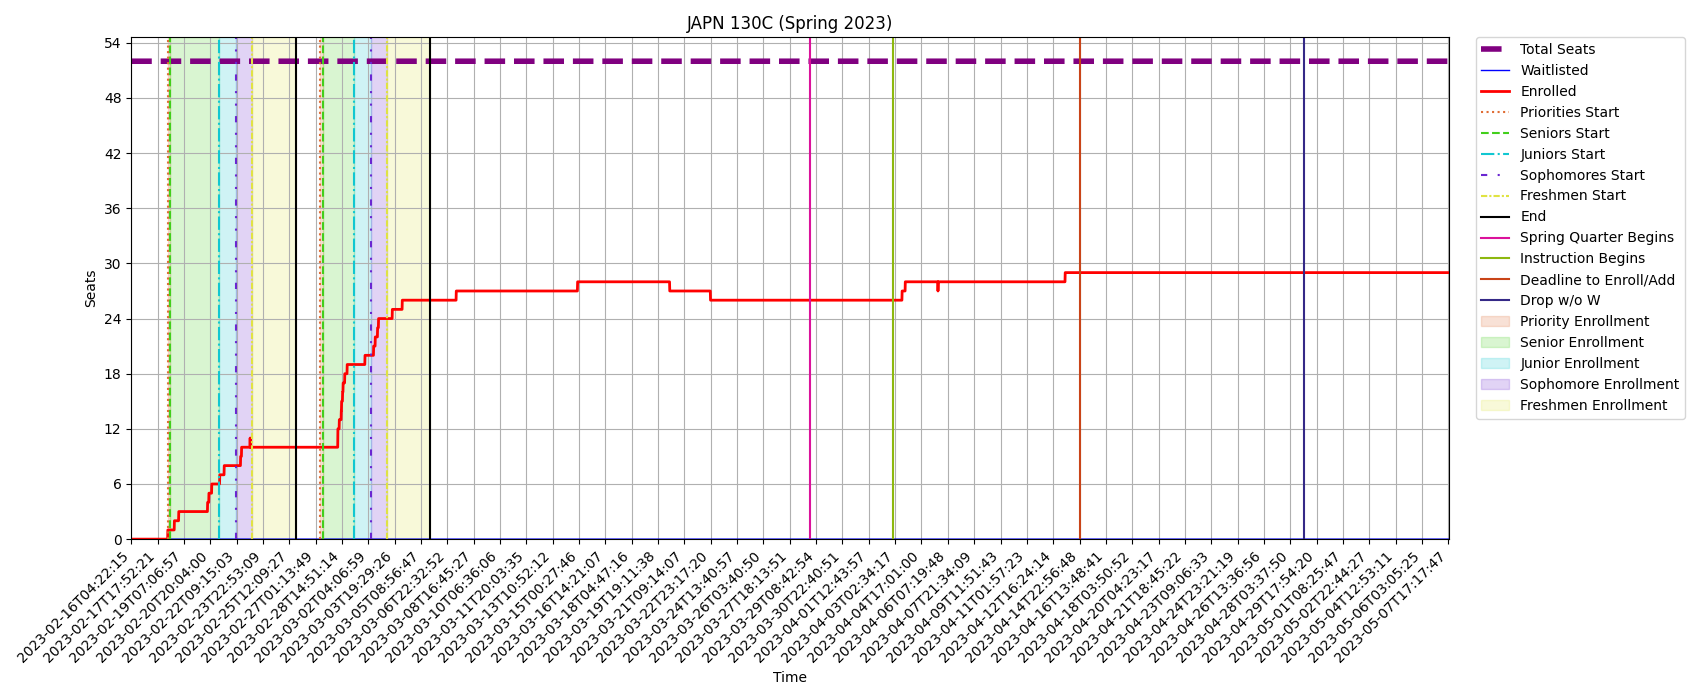 JAPN 130C (Spring 2023)
54
48
42
36
30
24
18
12
6
0
Seats
2023-02-16T04:22:15
2023-02-17T17:52:21
2023-02-19T07:06:57
2023-02-20T20:04:00
2023-02-22T09:15:03
2023-02-23T22:53:09
2023-02-25T12:09:27
2023-02-27T01:13:49
2023-02-28T14:51:14
2023-03-02T04:06:59
2023-03-03T19:29:26
2023-03-05T08:56:47
2023-03-06T22:32:52
2023-03-08T16:45:27
2023-03-10T06:36:06
2023-03-11T20:03:35
2023-03-13T10:52:12
2023-03-15T00:27:46
2023-03-16T14:21:07
2023-03-18T04:47:16
2023-03-19T19:11:38
2023-03-21T09:14:07
2023-03-22T23:17:20
2023-03-24T13:40:57
2023-03-26T03:40:50
2023-03-27T18:13:51
2023-03-29T08:42:54
2023-03-30T22:40:51
2023-04-01T12:43:57
2023-04-03T02:34:17
2023-04-04T17:01:00
2023-04-06T07:19:48
2023-04-07T21:34:09
2023-04-09T11:51:43
2023-04-11T01:57:23
2023-04-12T16:24:14
2023-04-14T22:56:48
2023-04-16T13:48:41
2023-04-18T03:50:52
2023-04-20T04:23:17
2023-04-21T18:45:22
2023-04-23T09:06:33
2023-04-24T23:21:19
2023-04-26T13:36:56
2023-04-28T03:37:50
2023-04-29T17:54:20
2023-05-01T08:25:47
2023-05-02T22:44:27
2023-05-04T12:53:11
2023-05-06T03:05:25
2023-05-07T17:17:47
Time
Total Seats
Waitlisted
Enrolled
Priorities Start
Seniors Start
Juniors Start
Sophomores Start
Freshmen Start
End
Spring Quarter Begins
Instruction Begins
Deadline to Enroll/Add
Drop w/o W
Priority Enrollment
Senior Enrollment
Junior Enrollment
Sophomore Enrollment
Freshmen Enrollment